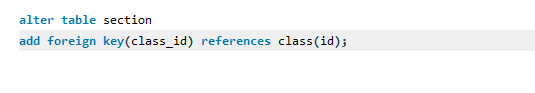 alter table section
add foreign key(class_id) references class(id);